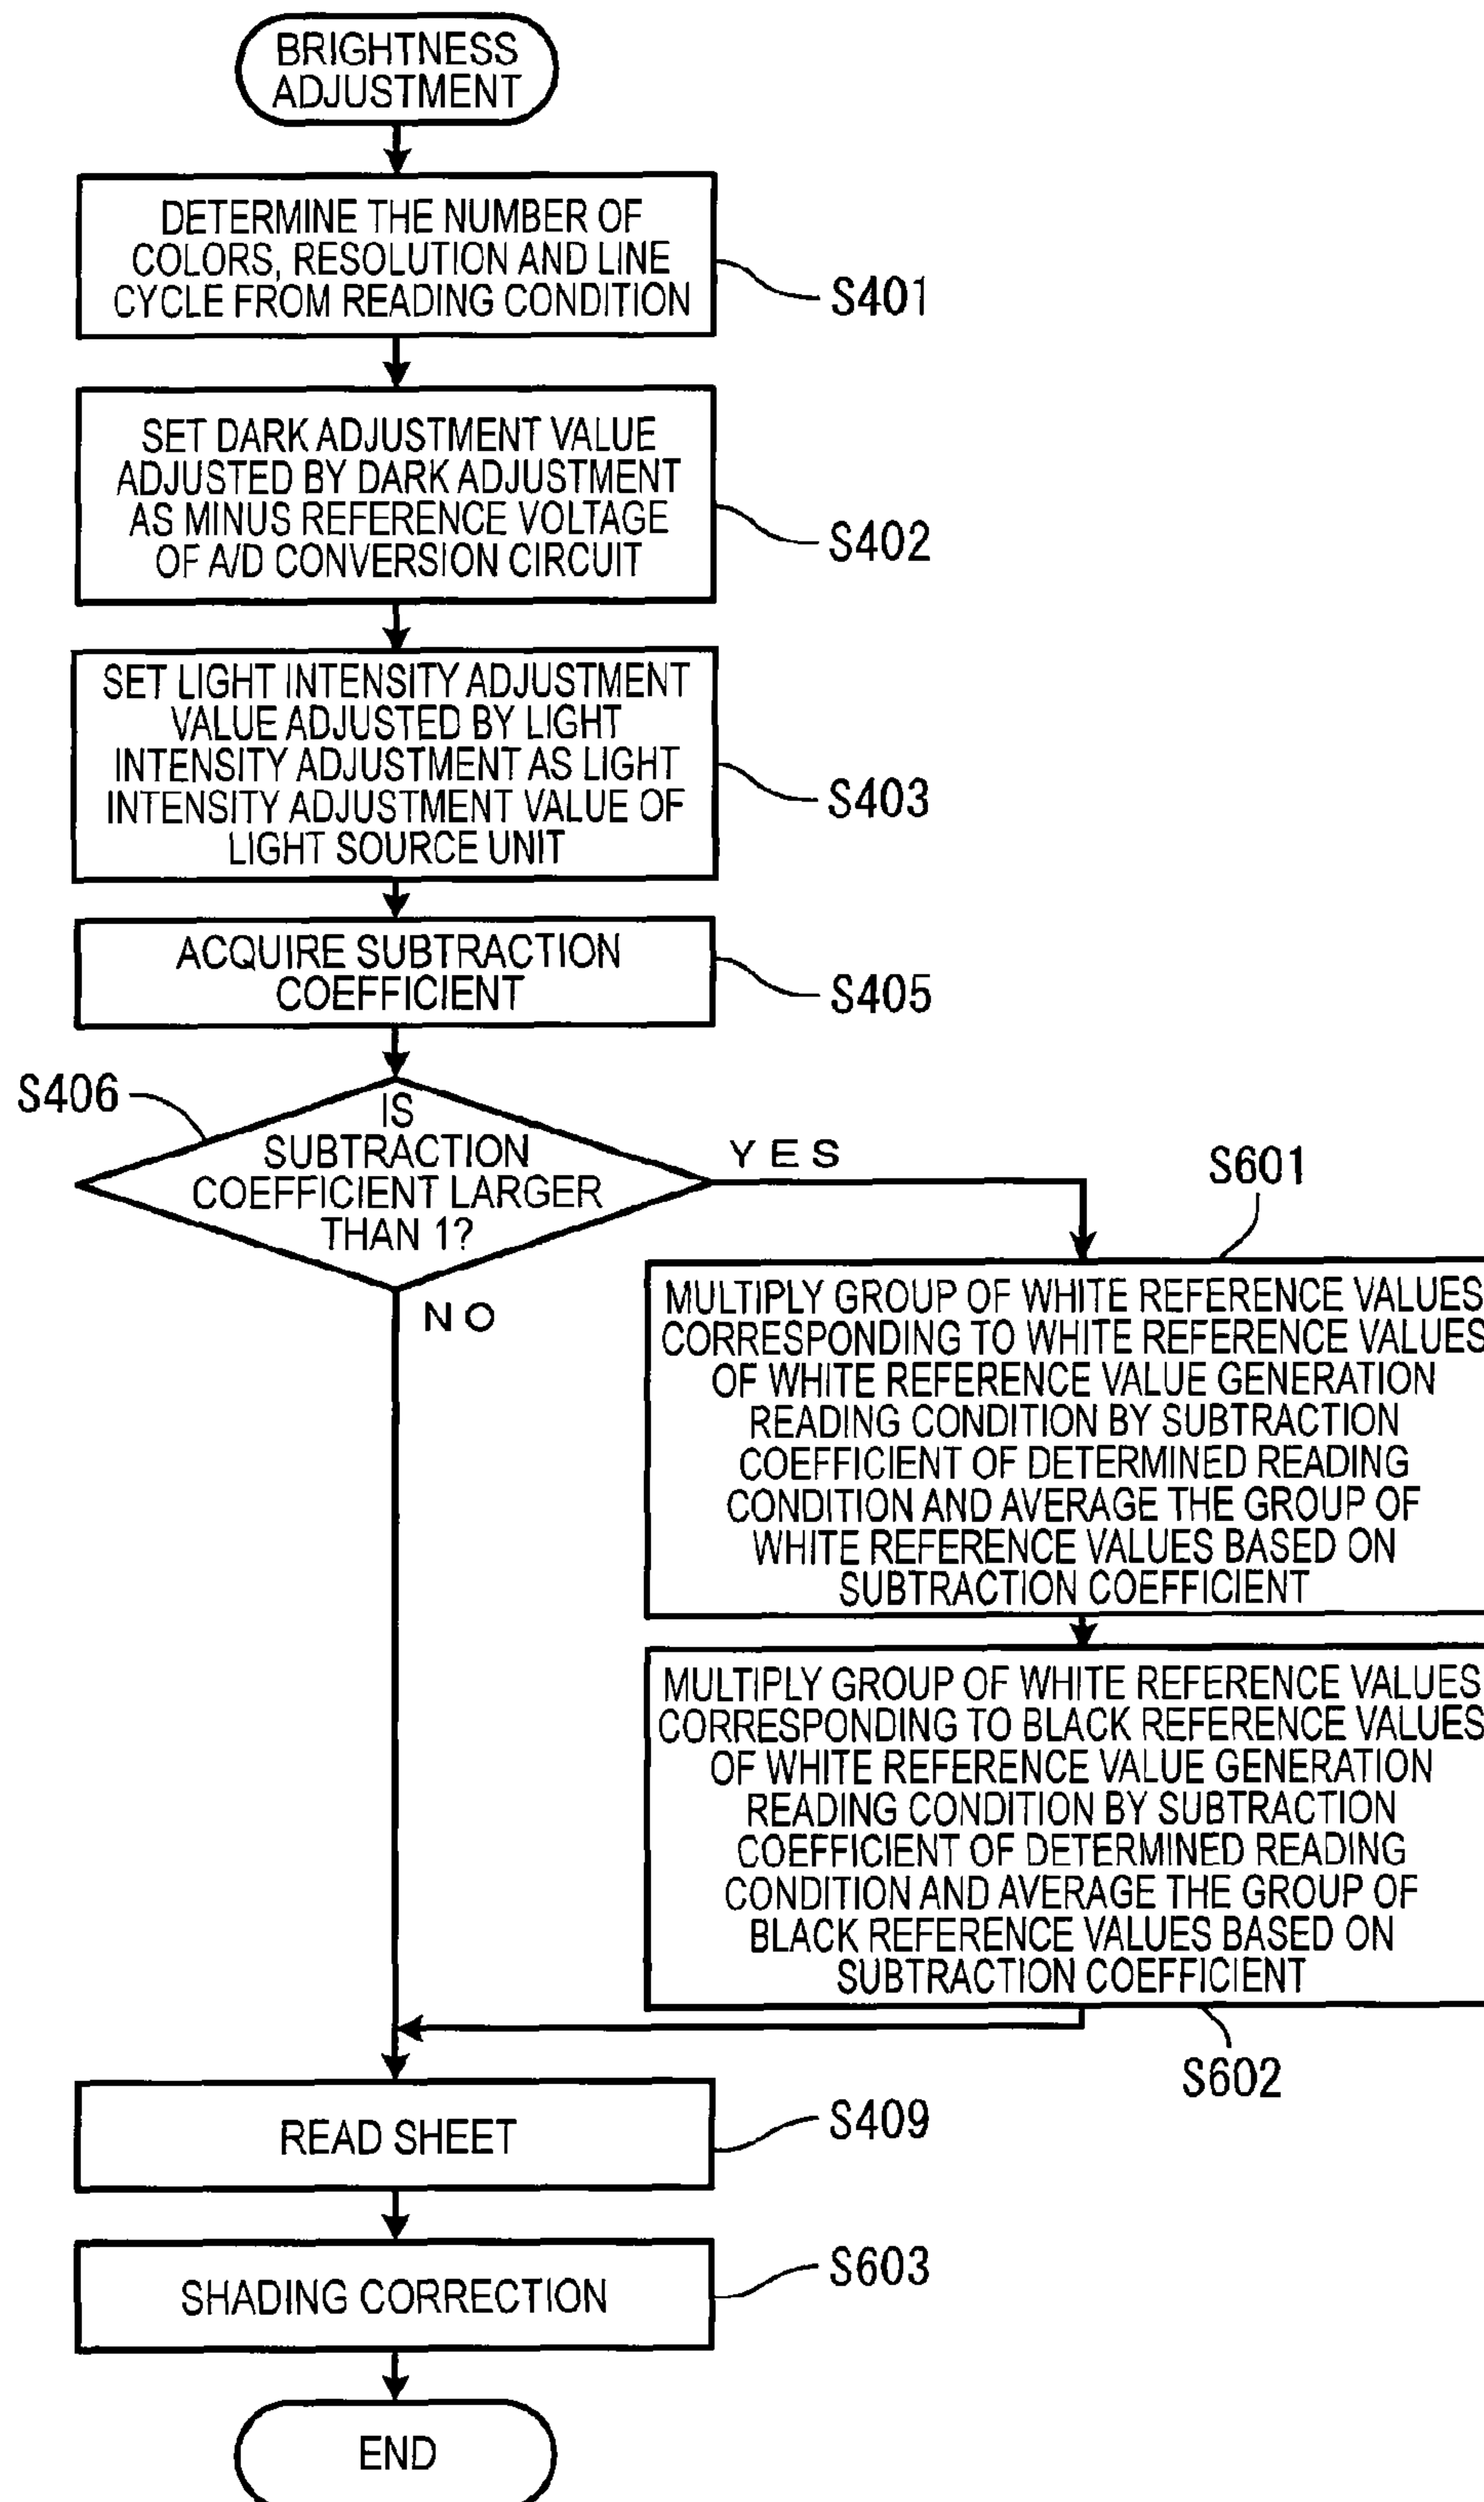 BRIGHTNESS
ADJUSTMENT
DETERMINE THE NUMBER OF
COLORS, RESOLUTION AND LINE
CYCLE FROM READING CONDITION
S401
SET DARK ADJUSTMENT VALUE
ADJUSTED BY DARK ADJUSTMENT
AS MINUS REFERENCE VOLTAGE
OF A/D CONVERSION CIRCUIT
S402
SET LIGHT INTENSITY ADJUSTMENT
VALUE ADJUSTED BY LIGHT
INTENSITY ADJUSTMENT AS LIGHT
INTENSITY ADJUSTMENT VALUE OF
LIGHT SOURCE UNIT
S403
ACQUIRE SUBTRACTION
COEFFICIENT
S405
S406
IS
SUBTRACTION
COEFFICIENT LARGER
THAN 1?
YES
NO
S601
MULTIPLY GROUP OF WHITE REFERENCE VALUES
CORRESPONDING TO WHITE REFERENCE VALUES
OF WHITE REFERENCE VALUE GENERATION
READING CONDITION BY SUBTRACTION
COEFFICIENT OF DETERMINED READING
CONDITION AND AVERAGE THE GROUP OF
WHITE REFERENCE VALUES BASED ON
SUBTRACTION COEFFICIENT
MULTIPLY GROUP OF WHITE REFERENCE VALUES
CORRESPONDING TO BLACK REFERENCE VALUES
OF WHITE REFERENCE VALUE GENERATION
READING CONDITION BY SUBTRACTION
COEFFICIENT OF DETERMINED READING
CONDITION AND AVERAGE THE GROUP OF
BLACK REFERENCE VALUES BASED ON
SUBTRACTION COEFFICIENT
S602
READ SHEET
S409
SHADING CORRECTION
S603
END